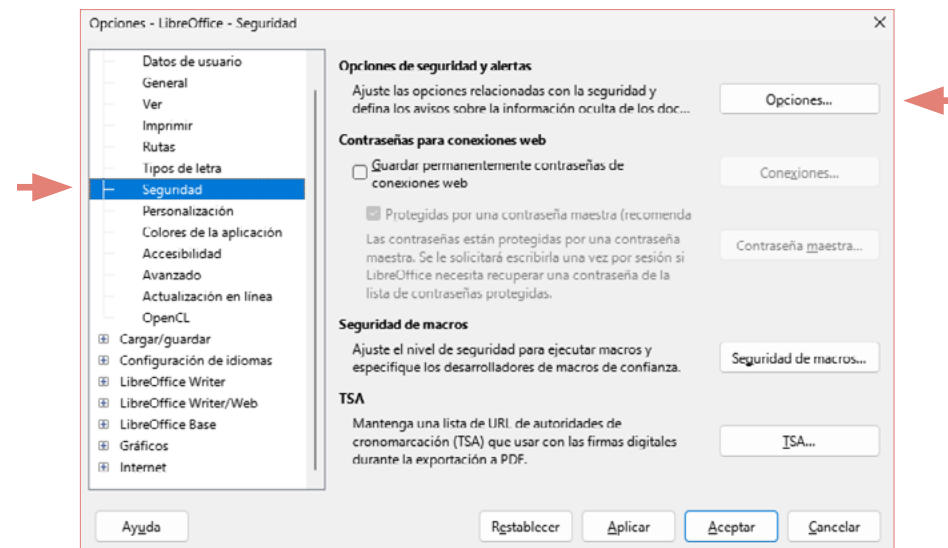 Opciones - LibreOffice - Seguridad
Datos de usuario
General
Ver
Imprimir
Rutas
Tipos de letra
Seguridad
Personalización
Colores de la aplicación
Accesibilidad
Avanzado
Actualización en línea
OpenCL
Cargar/guardar
Configuración de idiomas
LibreOffice Writer
LibreOffice Writer/Web
LibreOffice Base
Gráficos
Internet
Opciones de seguridad y alertas
Ajuste las opciones relacionadas con la seguridad y
defina los avisos sobre la información oculta de los doc...
Opciones...
Contraseñas para conexiones web
Guardar permanentemente contraseñas de
conexiones web
Conexiones...
Protegidas por una contraseña maestra (recomenda
Las contraseñas están protegidas por una contraseña
maestra. Se le solicitará escribirla una vez por sesión si
LibreOffice necesita recuperar una contraseña de la
lista de contraseñas protegidas.
Contraseña maestra...
Seguridad de macros
Ajuste el nivel de seguridad para ejecutar macros y
especifique los desarrolladores de macros de confianza.
Seguridad de macros...
TSA
Mantenga una lista de URL de autoridades de
cronomarcación (TSA) que usar con las firmas digitales
durante la exportación a PDF.
TSA...
Ayuda
Restablecer
Aplicar
Aceptar
Cancelar